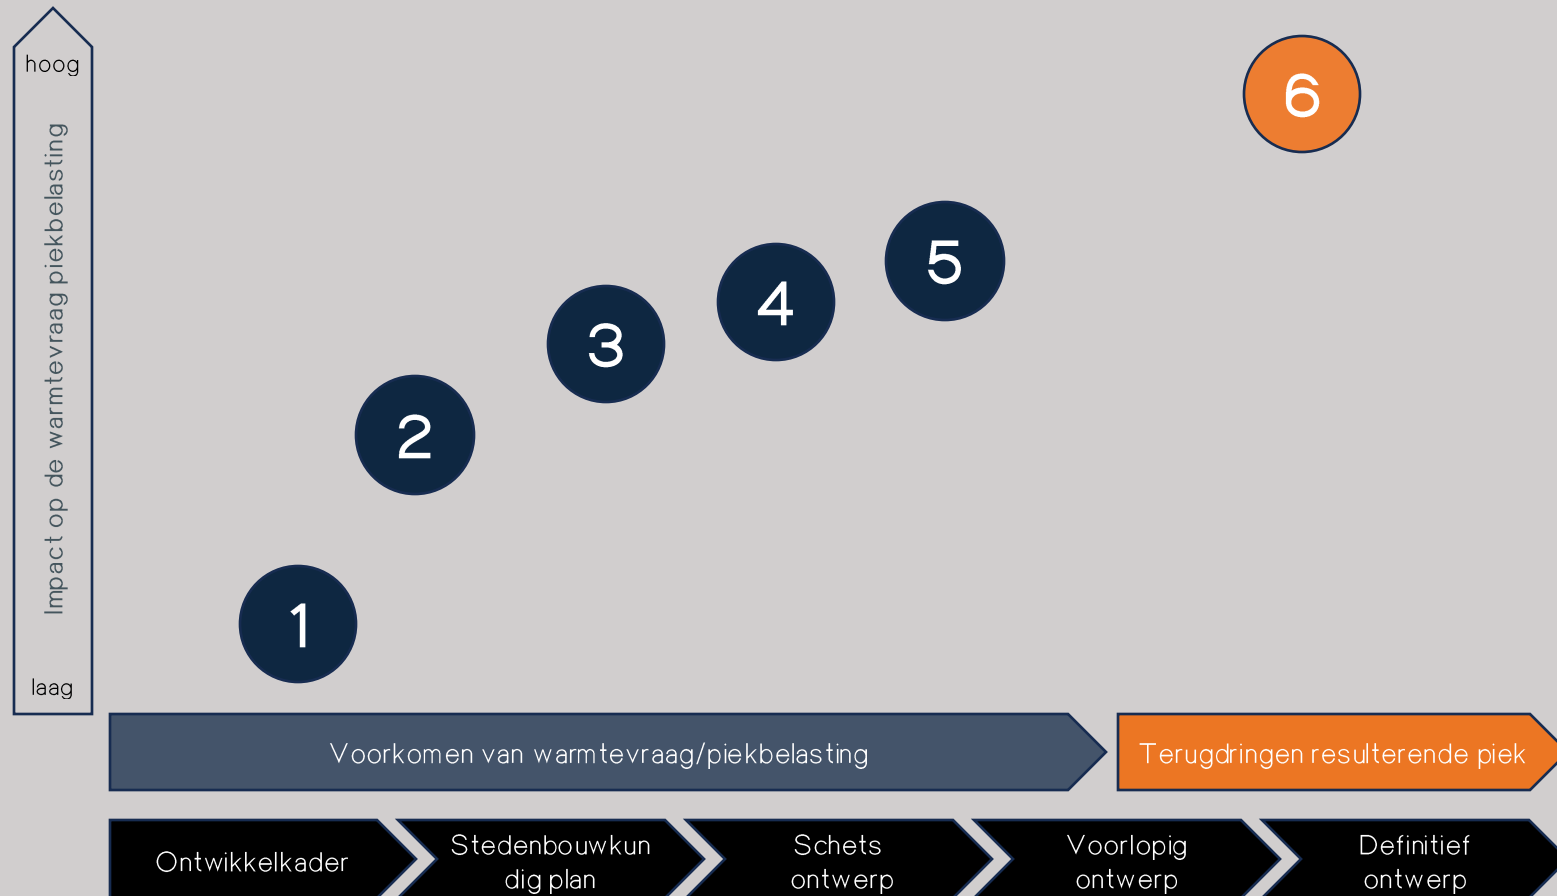 hoog
Impact op de warmtevraag piekbelasting
laag
6
5
4
3
2
1
Voorkomen van warmtevraag/piekbelasting
Terugdringen resulterende piek
Ontwikkelkader
Stedenbouwkun
dig plan
Schets
ontwerp
Voorlopig
ontwerp
Definitief
ontwerp